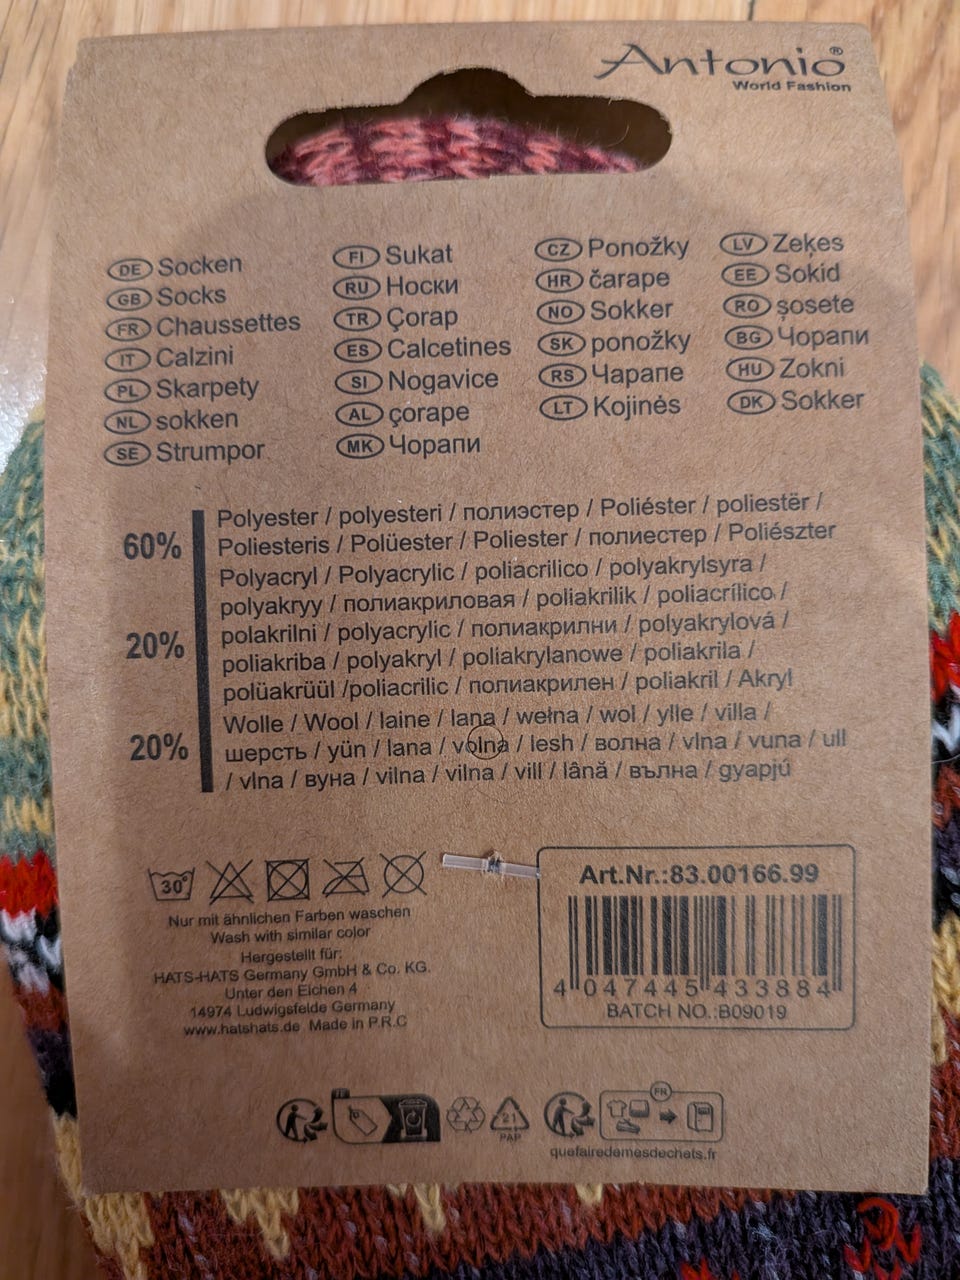 Antonio®
World Fashion
DE Socken
GB Socks
FR Chaussettes
IT Calzini
PL Skarpety
NL sokken
SE Strumpor
FI Sukat
RU Носки
TR Çorap
ES Calcetines
SI Nogavice
AL çorape
MK Чорапи
CZ Ponožky
HR čarape
NO Sokker
SK ponožky
RS Чарапе
LT Kojinės
LV Zeķes
EE Sokid
RO șosete
BG Чорапи
HU Zokni
DK Sokker
60%
Polyester / polyesteri / полиэстер / Poliéster / poliestër /
Poliesteris / Polüester / Poliester / полиестер / Poliészter
20%
Polyacryl / Polyacrylic / poliacrilico / polyakrylsyra /
polyakryy / полиакриловая / poliakrilik / poliacrílico /
polakrilni / polyacrylic / полиакрилни / polyakrylová /
poliakriba / polyakryl / poliakrylanowe / poliakrila /
polüakrüül /poliacrilic / полиакрилен / poliakril / Akryl
20%
Wolle / Wool / laine / lana / wełna / wol / ylle / villa /
шерсть / yün / lana / volna / lesh / волна / vlna / vuna / ull
/ vlna / вуна / vilna / vilna / vill / lână / вълна / gyapjú
30°
Nur mit ähnlichen Farben waschen
Wash with similar color
Hergestellt für:
HATS-HATS Germany GmbH & Co. KG.
Unter den Eichen 4
14974 Ludwigsfelde Germany
www.hatshats.de Made in P.R.C
Art.Nr.:83.00166.99
4 047445 433884
BATCH NO.:B09019
21
PAP
FR
quefairedemesdechets.fr